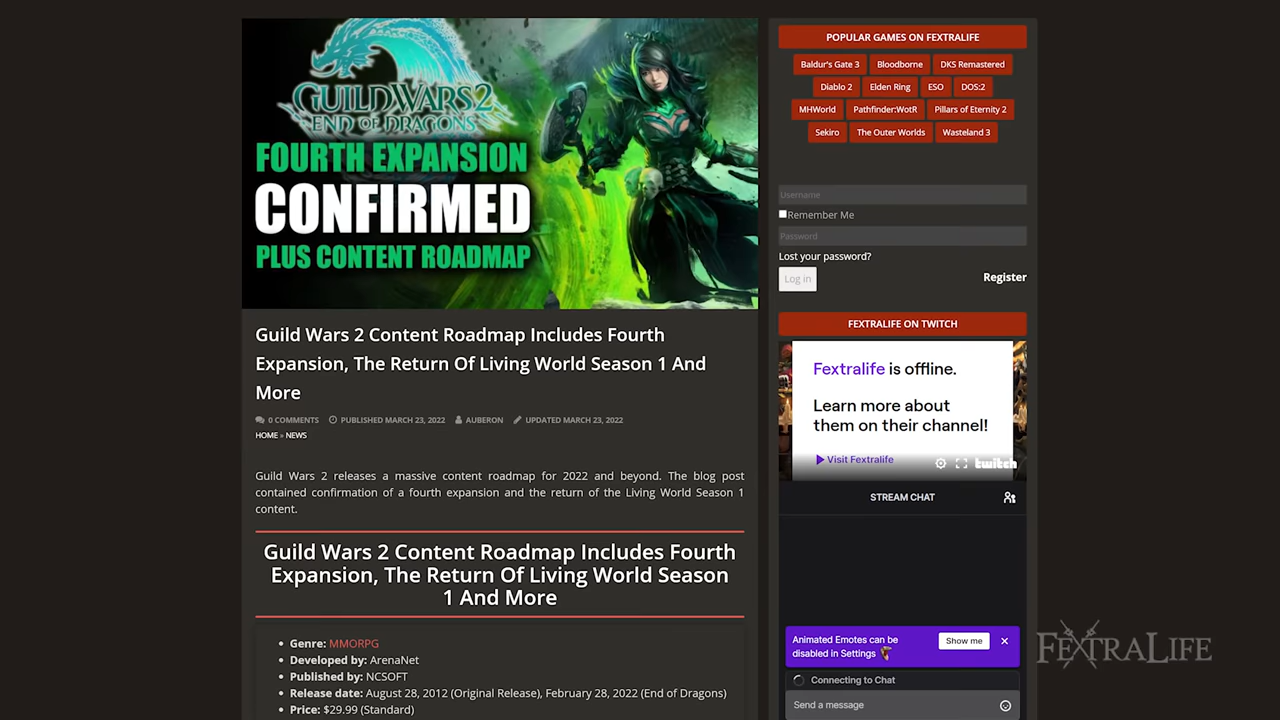 GUILD WARS 2
END OF DRAGONS
FOURTH EXPANSION
CONFIRMED
PLUS CONTENT ROADMAP
Guild Wars 2 Content Roadmap Includes Fourth
Expansion, The Return Of Living World Season 1 And
More
0 COMMENTS PUBLISHED MARCH 23, 2022 AUBERON UPDATED MARCH 23, 2022
HOME » NEWS
Guild Wars 2 releases a massive content roadmap for 2022 and beyond. The blog post
contained confirmation of a fourth expansion and the return of the Living World Season 1
content.
Guild Wars 2 Content Roadmap Includes Fourth
Expansion, The Return Of Living World Season
1 And More
• Genre: MMORPG
• Developed by: ArenaNet
• Published by: NCSOFT
• Release date: August 28, 2012 (Original Release), February 28, 2022 (End of Dragons)
• Price: $29.99 (Standard)
POPULAR GAMES ON FEXTRALIFE
Baldur's Gate 3 Bloodborne DKS Remastered
Diablo 2 Elden Ring ESO DOS:2
MHWorld Pathfinder:WotR Pillars of Eternity 2
Sekiro The Outer Worlds Wasteland 3
Username
Remember Me
Password
Lost your password?
Log in Register
FEXTRALIFE ON TWITCH
Fextralife is offline.
Learn more about
them on their channel!
Visit Fextralife
twitch
STREAM CHAT
Animated Emotes can be
disabled in Settings
Show me
Connecting to Chat
Send a message
FEXTRALIFE